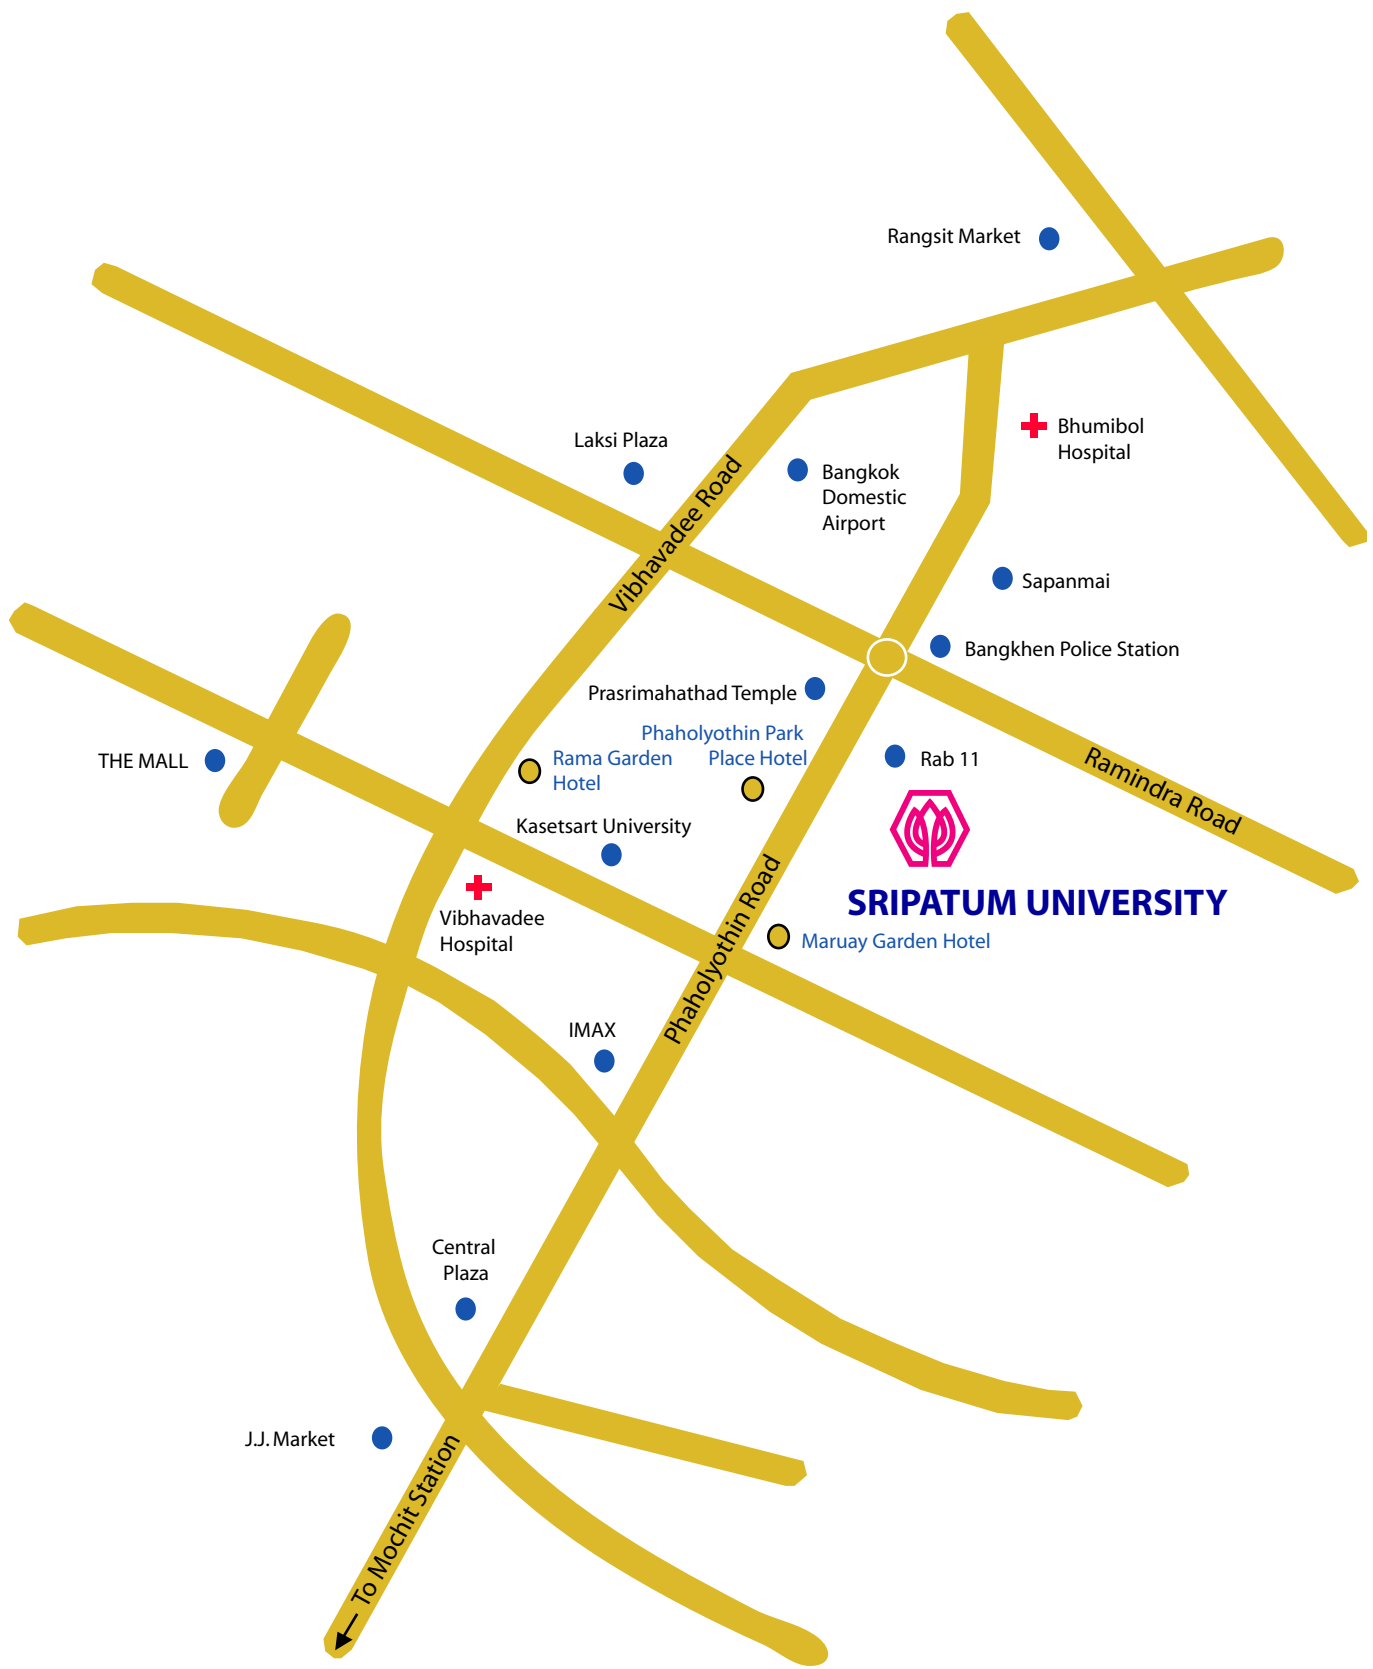 Rangsit Market
Bhumibol
Hospital
Laksi Plaza
Bangkok
Domestic
Airport
Vibhavadee Road
Sapanmai
Bangkhen Police Station
Prasrimahathad Temple
Phaholyothin Park
Place Hotel
Rama Garden
Hotel
THE MALL
Rab 11
Ramindra Road
Kasetsart University
SRIPATUM UNIVERSITY
Vibhavadee
Hospital
Maruay Garden Hotel
Phaholyothin Road
IMAX
Central
Plaza
J.J. Market
To Mochit Station